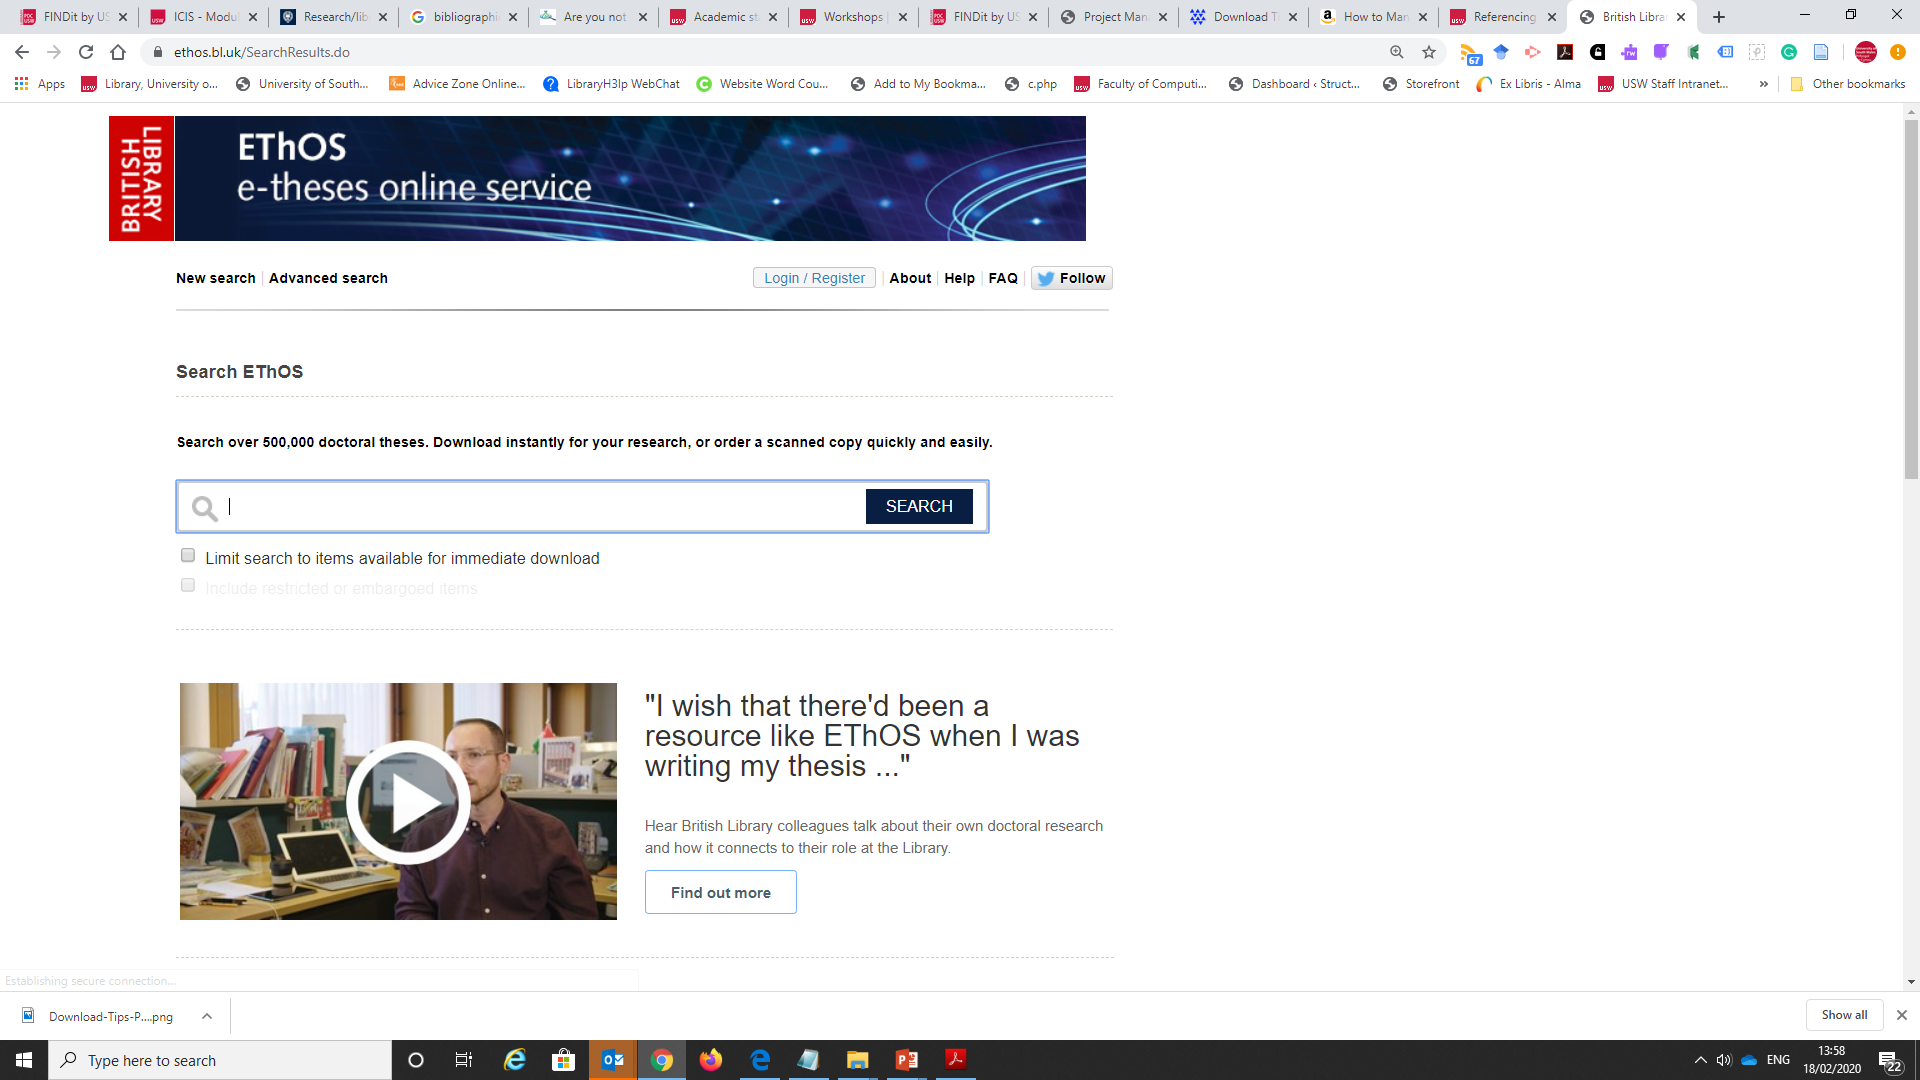 FINDit by US
ICIS - Modul
Research/lib
bibliographi
Are you not
Academic sta
Workshops |
FINDit by US
Project Man
Download Ti
How to Man
Referencing
British Librar
ethos.bl.uk/SearchResults.do
67
Apps
Library, University o...
University of South...
Advice Zone Online...
LibraryH3lp WebChat
Website Word Cou...
Add to My Bookma...
c.php
Faculty of Computi...
Dashboard ‹ Struct...
Storefront
Ex Libris - Alma
USW Staff Intranet...
»
Other bookmarks
BRITISH
LIBRARY
EThOS
e-theses online service
New search | Advanced search
Login / Register | About | Help | FAQ | Follow
Search EThOS
Search over 500,000 doctoral theses. Download instantly for your research, or order a scanned copy quickly and easily.
SEARCH
Limit search to items available for immediate download
Include restricted or embargoed items
"I wish that there'd been a
resource like EThOS when I was
writing my thesis ..."
Hear British Library colleagues talk about their own doctoral research
and how it connects to their role at the Library.
Find out more
Establishing secure connection...
Download-Tips-P....png
Show all
Type here to search
ENG
13:58
18/02/2020
22